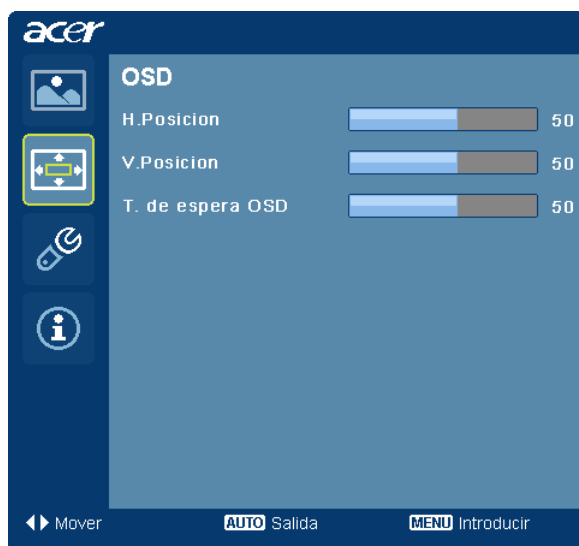 acer
OSD
H.Posicion 50
V.Posicion 50
T. de espera OSD 50
Mover AUTO Salida MENU Introducir